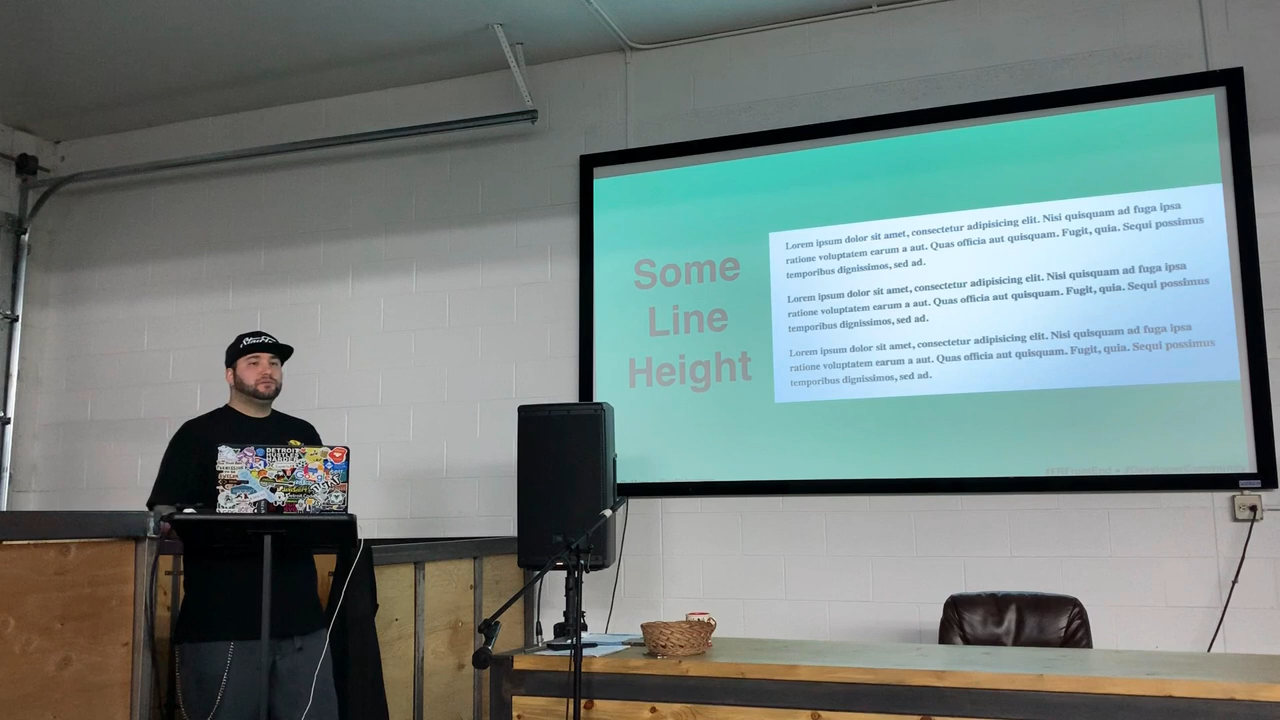 Some
Line
Height
Lorem ipsum dolor sit amet, consectetur adipisicing elit. Nisi quisquam ad fuga ipsa
ratione voluptatem earum a aut. Quas officia aut quisquam. Fugit, quia. Sequi possimus
temporibus dignissimos, sed ad.
Lorem ipsum dolor sit amet, consectetur adipisicing elit. Nisi quisquam ad fuga ipsa
ratione voluptatem earum a aut. Quas officia aut quisquam. Fugit, quia. Sequi possimus
temporibus dignissimos, sed ad.
Lorem ipsum dolor sit amet, consectetur adipisicing elit. Nisi quisquam ad fuga ipsa
ratione voluptatem earum a aut. Quas officia aut quisquam. Fugit, quia. Sequi possimus
temporibus dignissimos, sed ad.
DETROIT
HUSTLES
HARDER